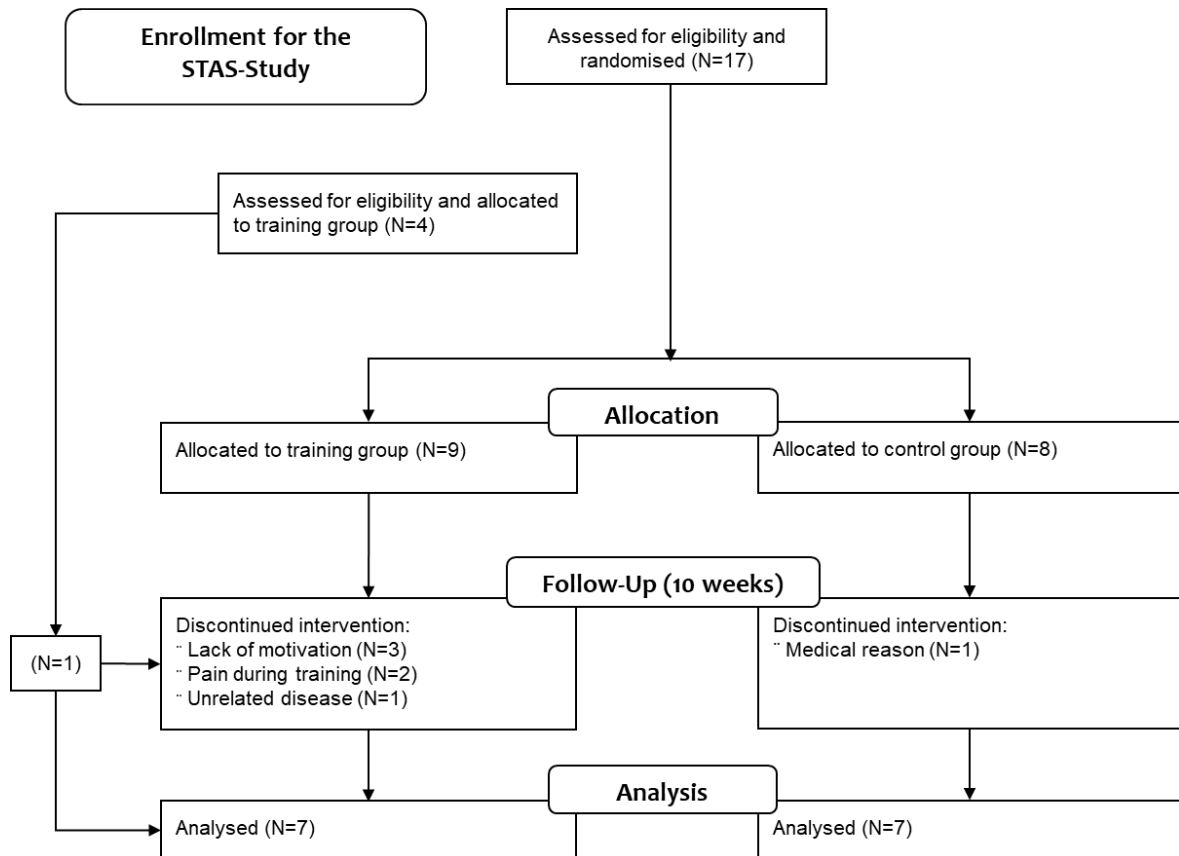 Enrollment for the
STAS-Study
Assessed for eligibility and
randomised (N=17)
Assessed for eligibility and allocated
to training group (N=4)
Allocation
Allocated to training group (N=9)
Allocated to control group (N=8)
Follow-Up (10 weeks)
(N=1)
Discontinued intervention:
¨ Lack of motivation (N=3)
¨ Pain during training (N=2)
¨ Unrelated disease (N=1)
Discontinued intervention:
¨ Medical reason (N=1)
Analysis
Analysed (N=7)
Analysed (N=7)